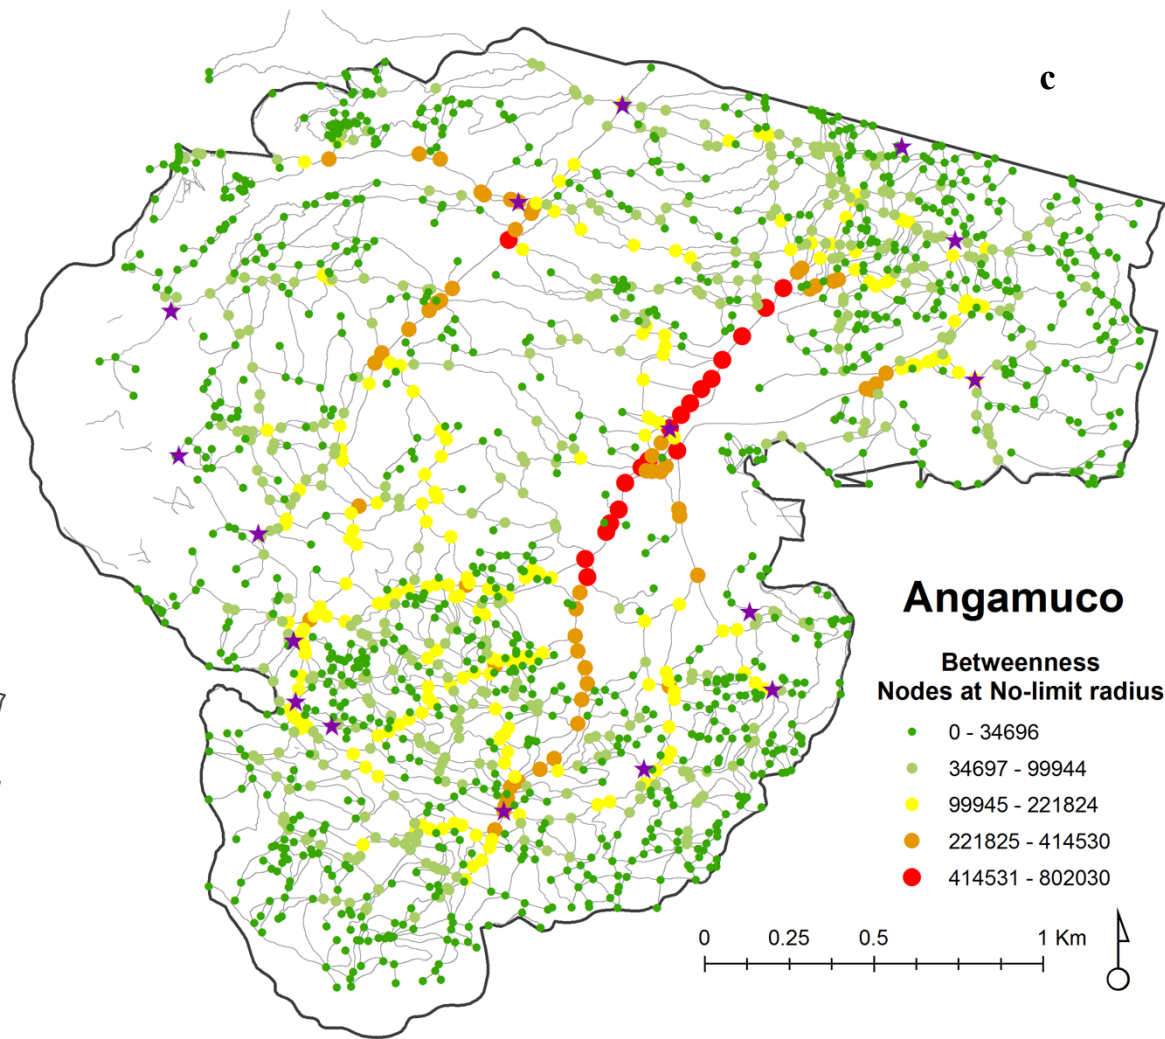 c
Angamuco
Betweenness
Nodes at No-limit radius
0 - 34696
34697 - 99944
99945 - 221824
221825 - 414530
414531 - 802030
0 0.25 0.5 1 Km